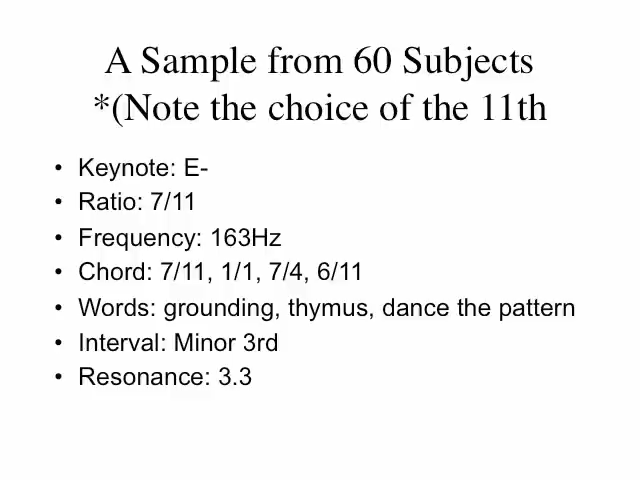 A Sample from 60 Subjects
*(Note the choice of the 11th
• Keynote: E-
• Ratio: 7/11
• Frequency: 163Hz
• Chord: 7/11, 1/1, 7/4, 6/11
• Words: grounding, thymus, dance the pattern
• Interval: Minor 3rd
• Resonance: 3.3